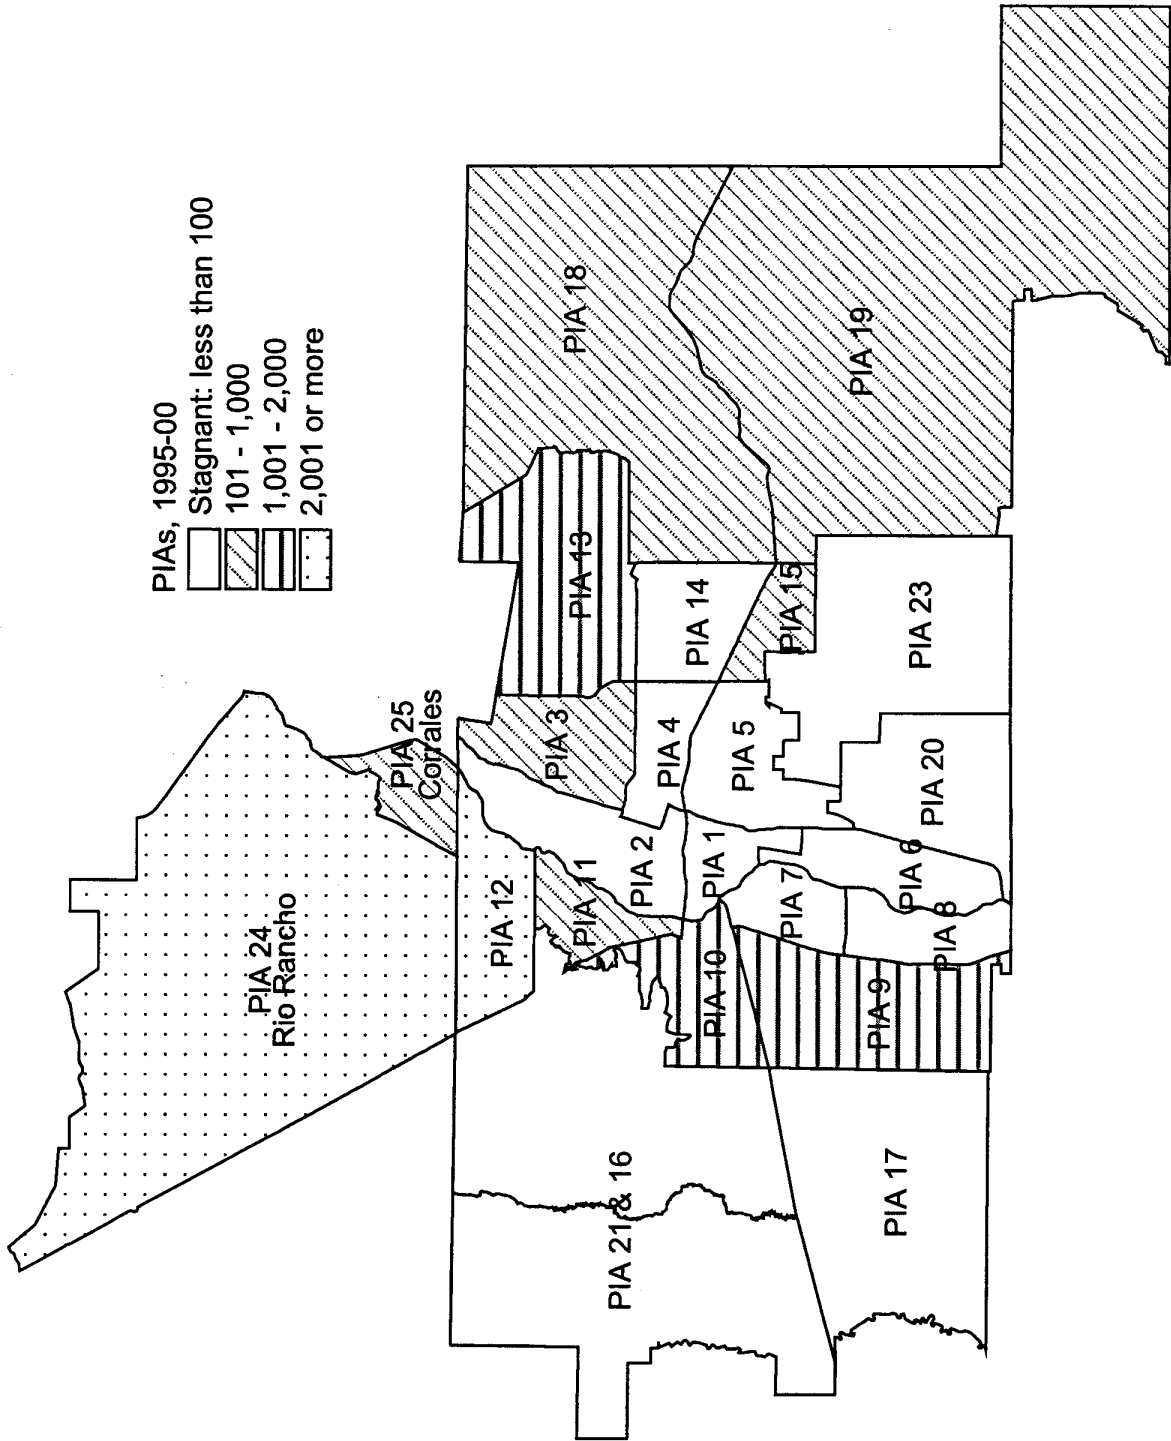 PIAs, 1995-00
Stagnant: less than 100
101 - 1,000
1,001 - 2,000
2,001 or more
PIA 24
Rio Rancho
PIA 25
Corrales
PIA 12
PIA 3
PIA 18
PIA 13
PIA 11
PIA 21 & 16
PIA 2
PIA 4
PIA 14
PIA 10
PIA 1
PIA 5
PIA 7
PIA 15
PIA 19
PIA 9
PIA 17
PIA 6
PIA 23
PIA 20
PIA 8